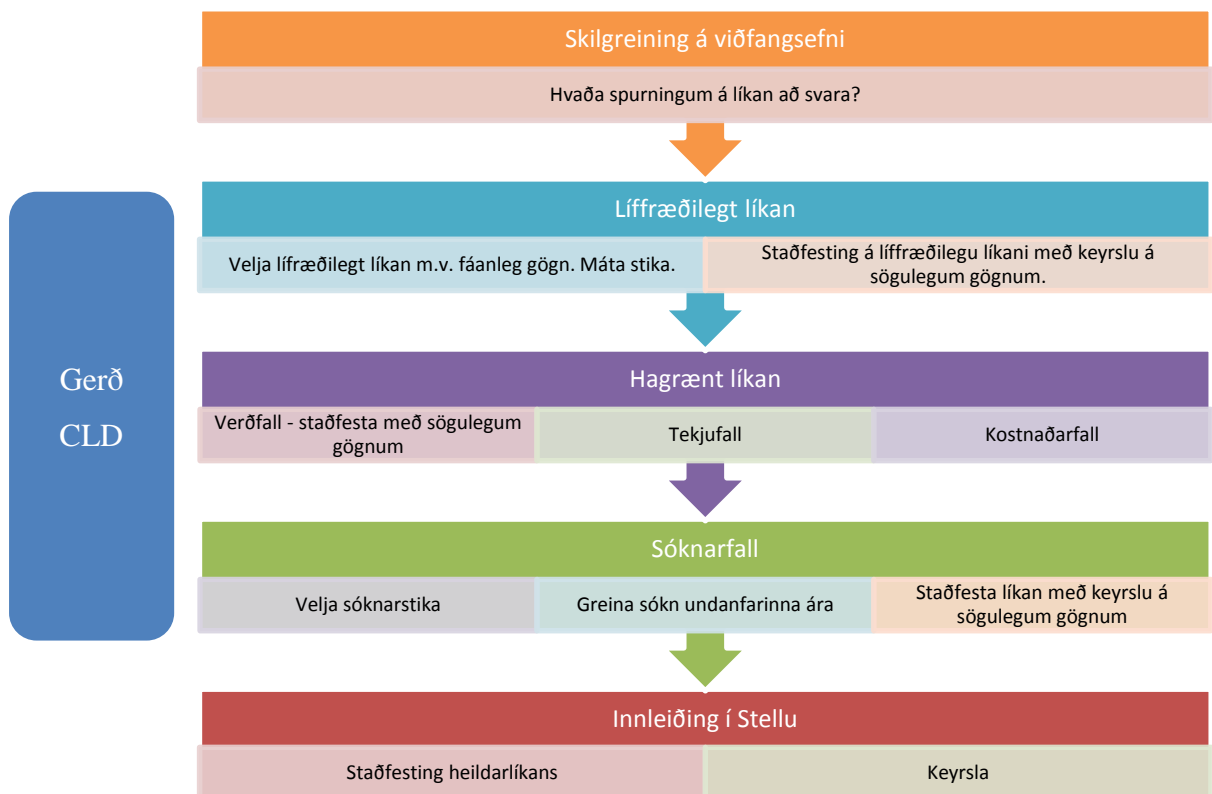 Skilgreining á viðfangsefni
Hvaða spurningum á líkan að svara?
Gerð
CLD
Líffræðilegt líkan
Velja lífræðilegt líkan m.v. fáanleg gögn. Máta stika.
Staðfesting á líffræðilegu líkani með keyrslu á
sögulegum gögnum.
Hagrænt líkan
Verðfall - staðfesta með sögulegum
gögnum
Tekjufall
Kostnaðarfall
Sóknarfall
Velja sóknarstika
Greina sókn undanfarinna ára
Staðfesta líkan með keyrslu á
sögulegum gögnum
Innleiðing í Stellu
Staðfesting heildarlíkans
Keyrsla